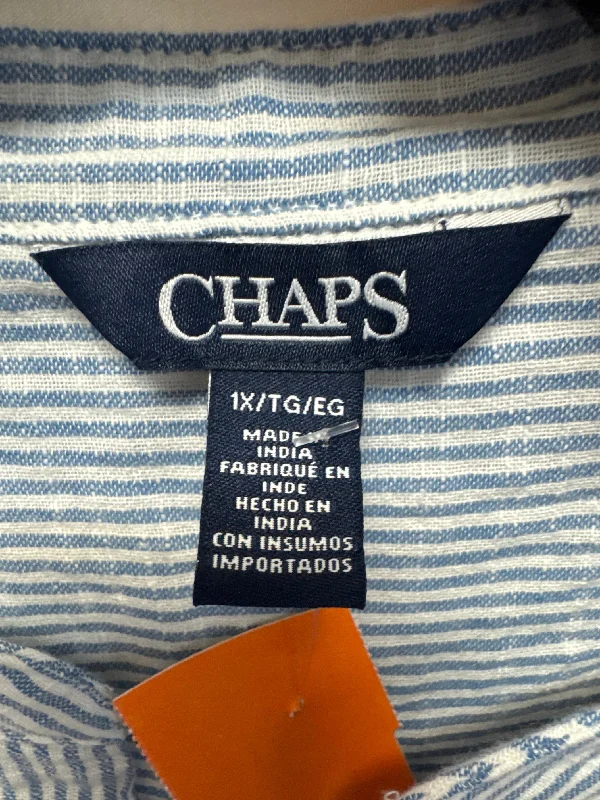 CHAPS
1X/TG/EG
MADE
INDIA
FABRIQUÉ EN
INDE
HECHO EN
INDIA
CON INSUMOS
IMPORTADOS